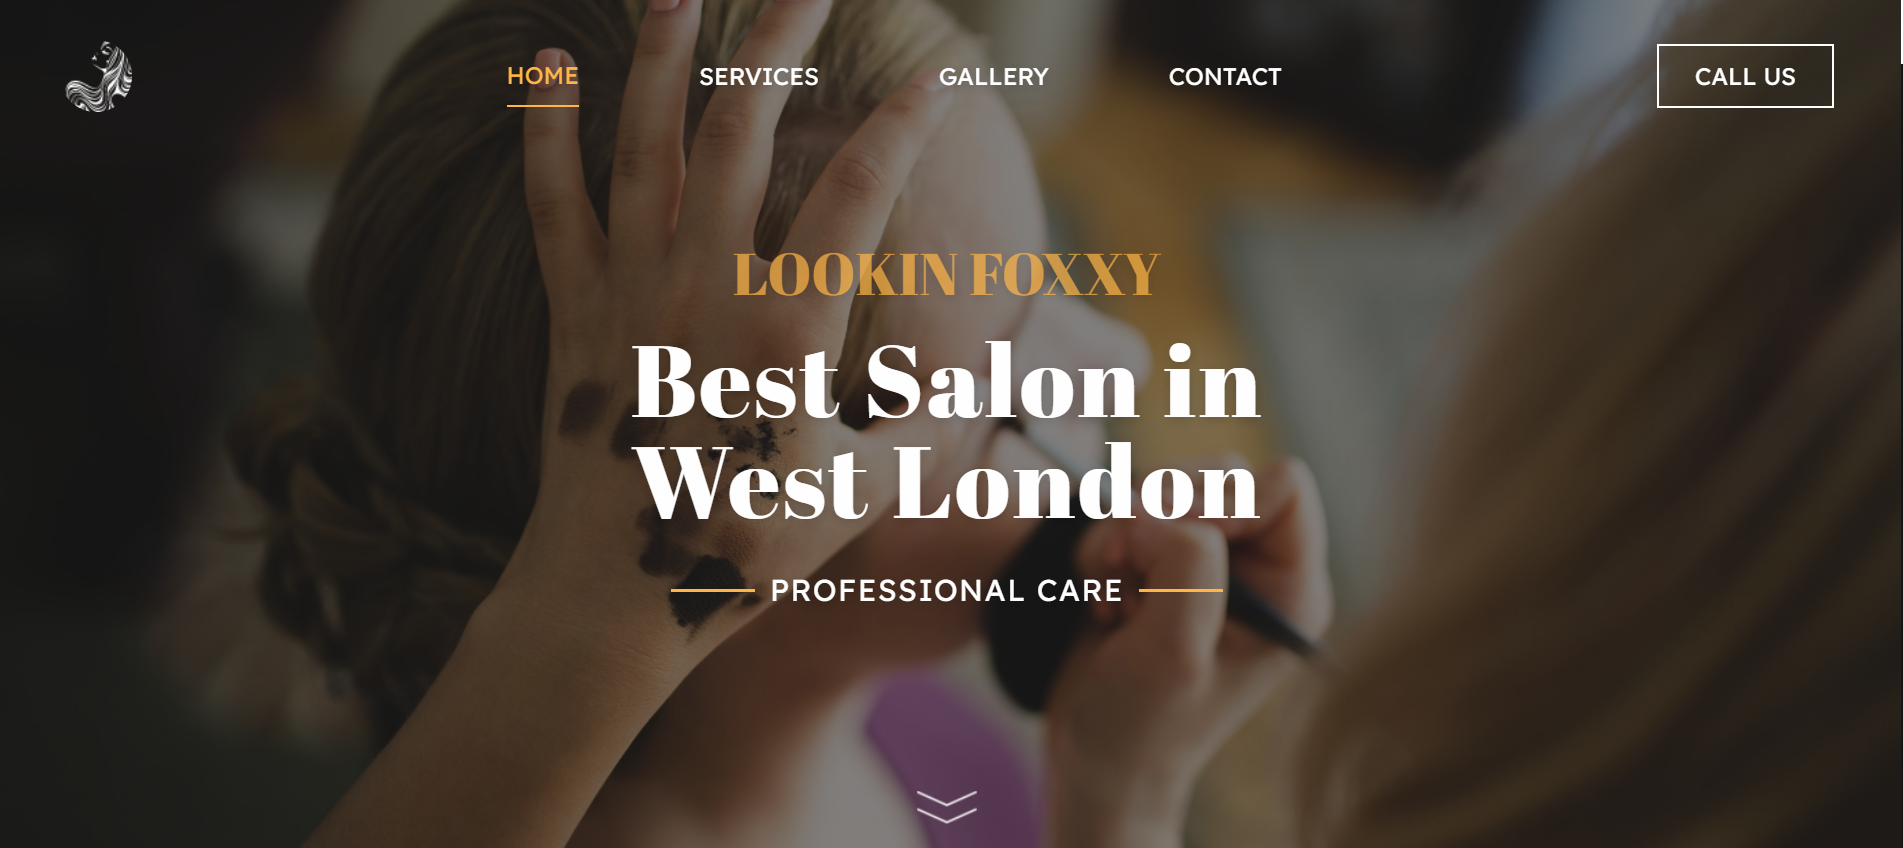 HOME
SERVICES
GALLERY
CONTACT
CALL US
LOOKIN FOXXY
Best Salon in
West London
PROFESSIONAL CARE